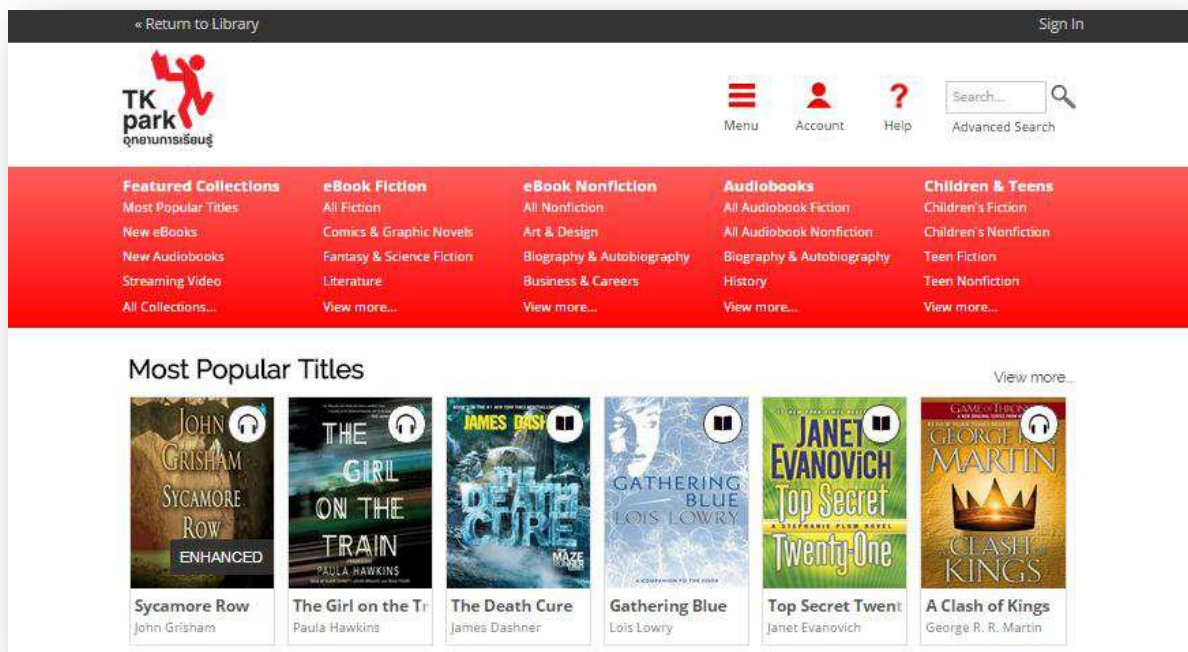 « Return to Library
Sign In
TK
park
อุทยานการเรียนรู้
Menu
Account
Help
Search...
Advanced Search
Featured Collections
Most Popular Titles
New eBooks
New Audiobooks
Streaming Video
All Collections...
eBook Fiction
All Fiction
Comics & Graphic Novels
Fantasy & Science Fiction
Literature
View more...
eBook Nonfiction
All Nonfiction
Art & Design
Biography & Autobiography
Business & Careers
View more...
Audiobooks
All Audiobook Fiction
All Audiobook Nonfiction
Biography & Autobiography
History
View more...
Children & Teens
Children's Fiction
Children's Nonfiction
Teen Fiction
Teen Nonfiction
View more...
Most Popular Titles
View more...
JOHN
GRISHAM
SYCAMORE
ROW
ENHANCED
Sycamore Row
John Grisham
THE
GIRL
ON THE
TRAIN
PAULA HAWKINS
The Girl on the Tr
Paula Hawkins
JAMES DASH
THE
DEATH
CURE
MAZE
The Death Cure
James Dashner
GATHERING
BLUE
LOIS LOWRY
A COMPANION TO THE GIVER
Gathering Blue
Lois Lowry
JANET
EVANOVICH
Top Secret
A STEPHANIE PLUM NOVEL
Twenty-One
Top Secret Twent
Janet Evanovich
GAME OF THRON
GEORGE R.R.
MARTIN
A CLASH OF
KINGS
A Clash of Kings
George R. R. Martin